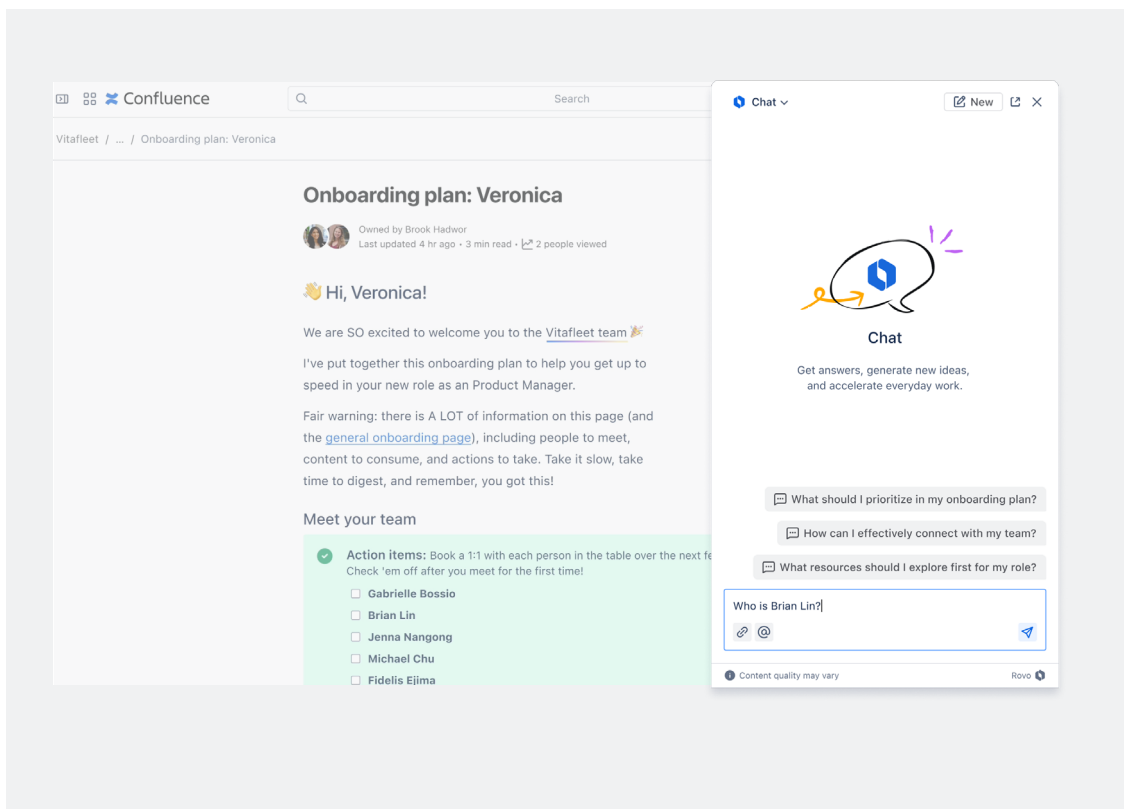 Confluence
Search
Vitafleet / ... / Onboarding plan: Veronica
Onboarding plan: Veronica
Owned by Brook Hadwor
Last updated 4 hr ago • 3 min read • 2 people viewed
👋 Hi, Veronica!
We are SO excited to welcome you to the Vitafleet team 🎉
I've put together this onboarding plan to help you get up to
speed in your new role as an Product Manager.
Fair warning: there is A LOT of information on this page (and
the general onboarding page), including people to meet,
content to consume, and actions to take. Take it slow, take
time to digest, and remember, you got this!
Meet your team
Action items: Book a 1:1 with each person in the table over the next fe
Check 'em off after you meet for the first time!
Gabrielle Bossio
Brian Lin
Jenna Nangong
Michael Chu
Fidelis Ejima
Chat
New
Chat
Get answers, generate new ideas,
and accelerate everyday work.
What should I prioritize in my onboarding plan?
How can I effectively connect with my team?
What resources should I explore first for my role?
Who is Brian Lin?
@
Content quality may vary
Rovo